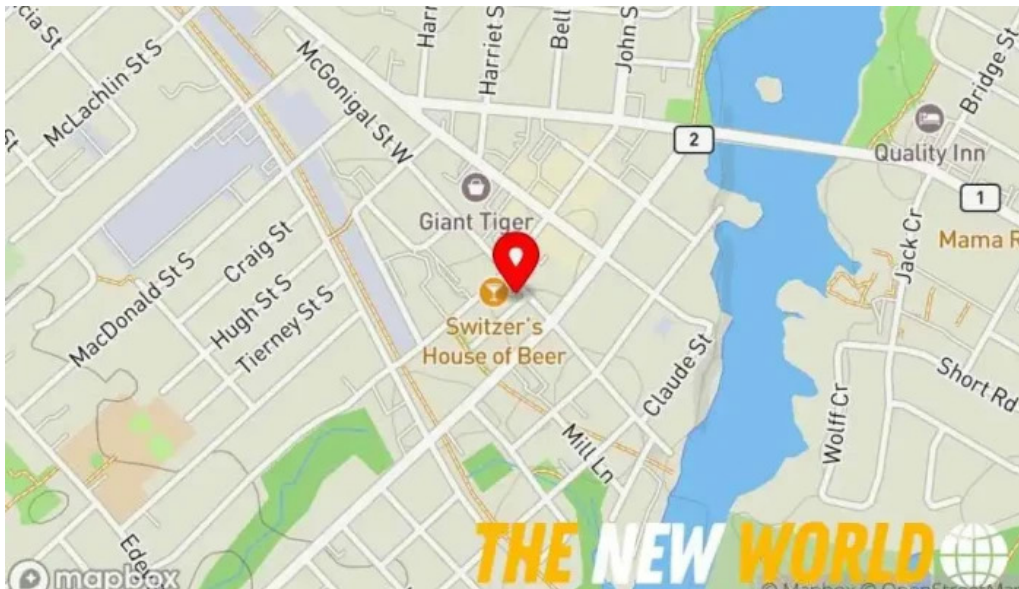 McLachlin St S
McGonigal St W
Harriet St
John S
Bell
2
Bridge St
Quality Inn
1
Giant Tiger
Mama R
Jack Cr
MacDonald St S
Craig St
Hugh St S
Tierney St S
Switzer's
House of Beer
Claude St
Short Rd
Wolff Cr
Mill Ln
Ede
THE NEW WORLD
mapbox
© Mapbox © OpenStreetMa